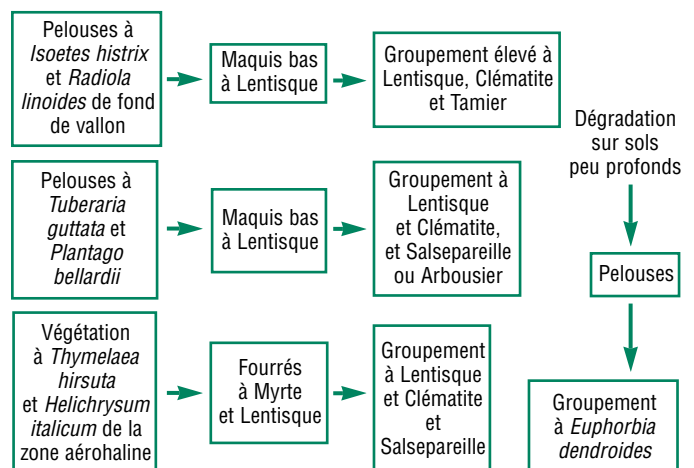 Pelouses à
Isoetes histrix
et Radiola
linoides de fond
de vallon
Maquis bas
à Lentisque
Groupement élevé à
Lentisque, Clématite
et Tamier
Pelouses à
Tuberaria
guttata et
Plantago
bellardii
Maquis bas
à Lentisque
Groupement à
Lentisque
et Clématite,
et Salsepareille
ou Arbousier
Végétation
à Thymelaea
hirsuta
et Helichrysum
italicum de la
zone aérohaline
Fourrés
à Myrte
et Lentisque
Groupement
à Lentisque
et Clématite
et
Salsepareille
Dégradation
sur sols
peu profonds
Pelouses
Groupement
à Euphorbia
dendroides